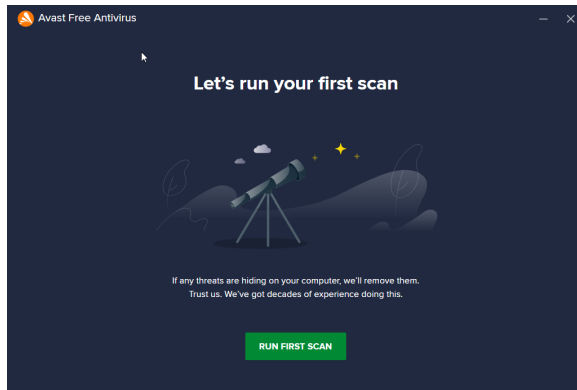 Avast Free Antivirus
Let's run your first scan
If any threats are hiding on your computer, we'll remove them.
Trust us. We've got decades of experience doing this.
RUN FIRST SCAN